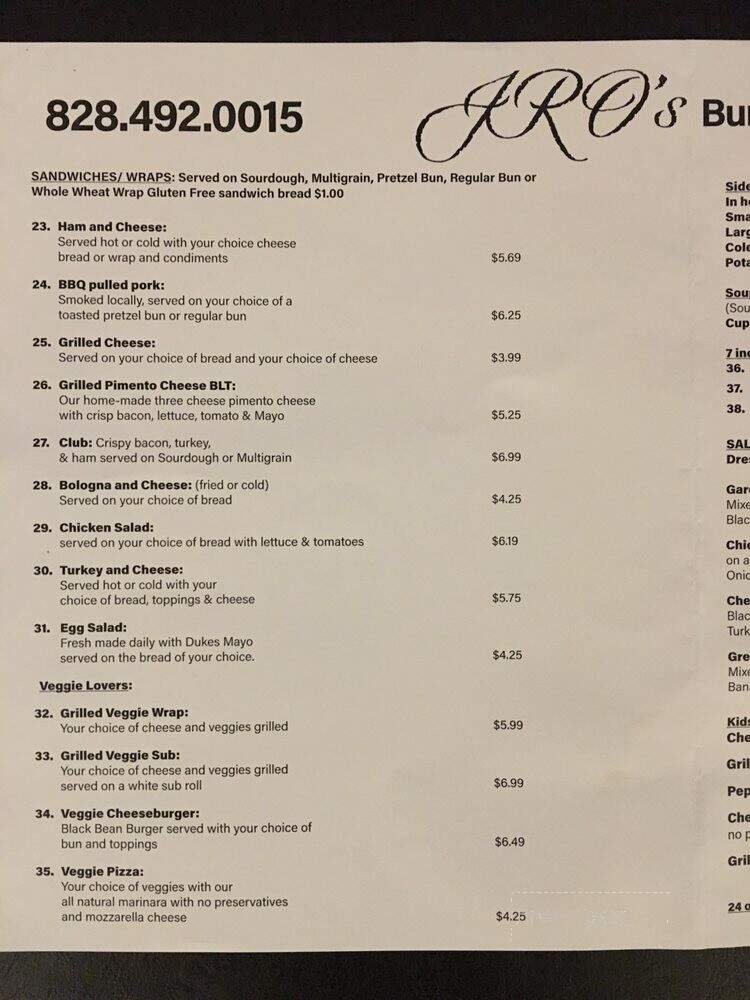 828.492.0015
JRO's
SANDWICHES/ WRAPS: Served on Sourdough, Multigrain, Pretzel Bun, Regular Bun or
Whole Wheat Wrap Gluten Free sandwich bread $1.00
23. Ham and Cheese:
Served hot or cold with your choice cheese
bread or wrap and condiments $5.69
24. BBQ pulled pork:
Smoked locally, served on your choice of a
toasted pretzel bun or regular bun $6.25
25. Grilled Cheese:
Served on your choice of bread and your choice of cheese $3.99
26. Grilled Pimento Cheese BLT:
Our home-made three cheese pimento cheese
with crisp bacon, lettuce, tomato & Mayo $5.25
27. Club: Crispy bacon, turkey,
& ham served on Sourdough or Multigrain $6.99
28. Bologna and Cheese: (fried or cold)
Served on your choice of bread $4.25
29. Chicken Salad:
served on your choice of bread with lettuce & tomatoes $6.19
30. Turkey and Cheese:
Served hot or cold with your
choice of bread, toppings & cheese $5.75
31. Egg Salad:
Fresh made daily with Dukes Mayo
served on the bread of your choice. $4.25
Veggie Lovers:
32. Grilled Veggie Wrap:
Your choice of cheese and veggies grilled $5.99
33. Grilled Veggie Sub:
Your choice of cheese and veggies grilled
served on a white sub roll $6.99
34. Veggie Cheeseburger:
Black Bean Burger served with your choice of
bun and toppings $6.49
35. Veggie Pizza:
Your choice of veggies with our
all natural marinara with no preservatives
and mozzarella cheese $4.25
In
Cup
36.
37.
38.
on a
no
24